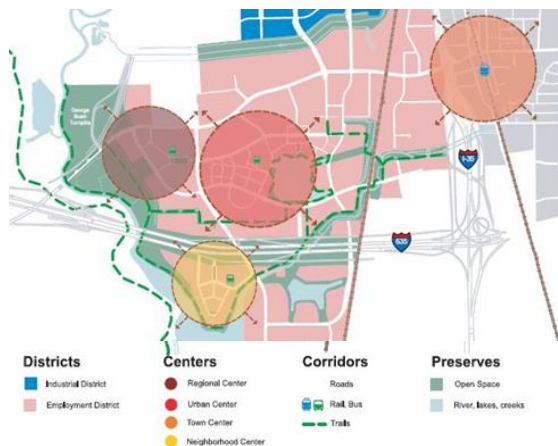 George
Bush
Turnpike
I-35
635
Districts
Industrial District
Employment District
Centers
Regional Center
Urban Center
Town Center
Neighborhood Center
Corridors
Roads
Rail, Bus
Trails
Preserves
Open Space
River, lakes, creeks